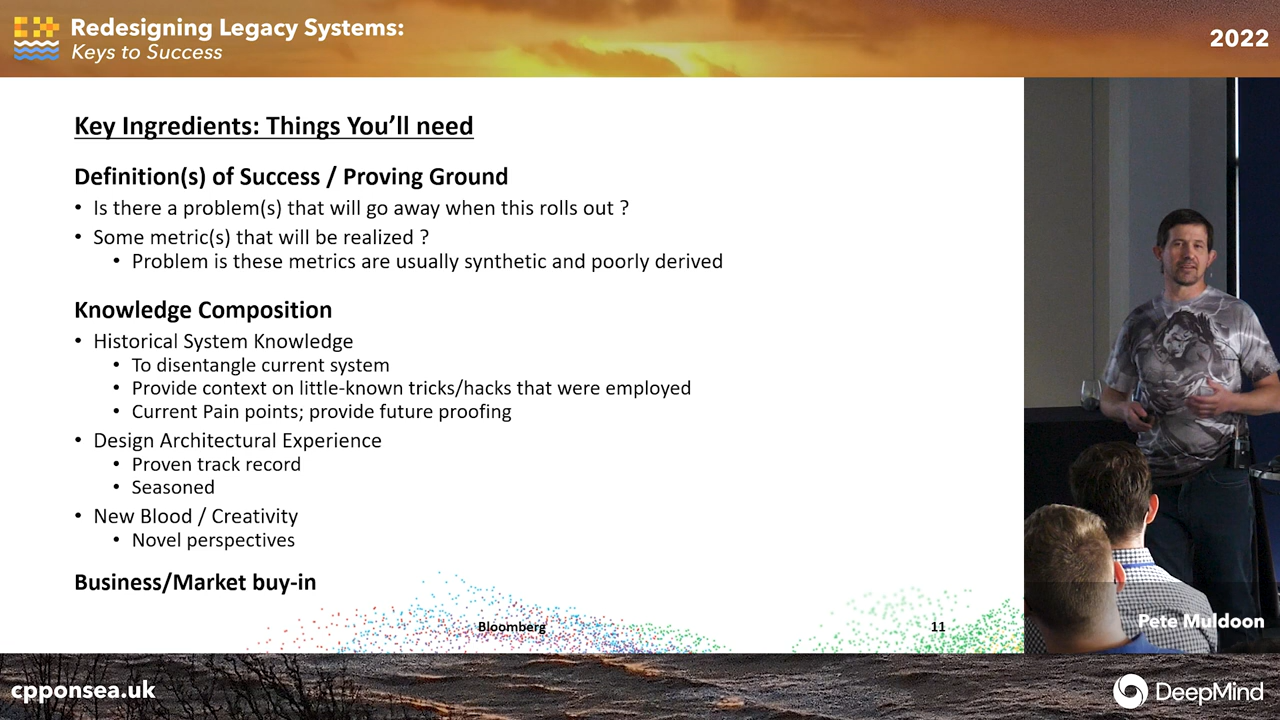 Redesigning Legacy Systems:
Keys to Success
2022
Key Ingredients: Things You'll need
Definition(s) of Success / Proving Ground
• Is there a problem(s) that will go away when this rolls out ?
• Some metric(s) that will be realized ?
• Problem is these metrics are usually synthetic and poorly derived
Knowledge Composition
• Historical System Knowledge
• To disentangle current system
• Provide context on little-known tricks/hacks that were employed
• Current Pain points; provide future proofing
• Design Architectural Experience
• Proven track record
• Seasoned
• New Blood / Creativity
• Novel perspectives
Business/Market buy-in
Bloomberg
11
Pete Muldoon
cpponsea.uk
DeepMind